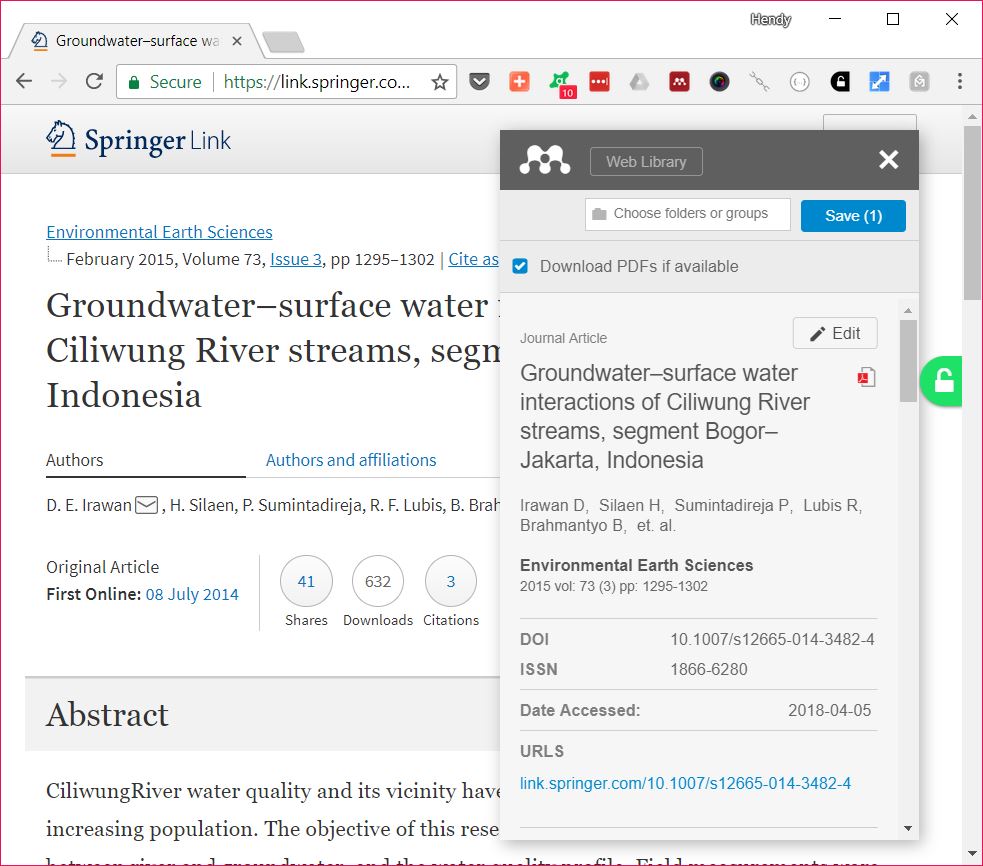 Hendy
Groundwater–surface wa
Secure
https://link.springer.co...
10
Springer Link
Web Library
Choose folders or groups
Save (1)
Download PDFs if available
Environmental Earth Sciences
February 2015, Volume 73, Issue 3, pp 1295–1302 | Cite as
Groundwater–surface water
Ciliwung River streams, segm
Indonesia
Authors
Authors and affiliations
D. E. Irawan , H. Silaen, P. Sumintadireja, R. F. Lubis, B. Brah
Original Article
First Online: 08 July 2014
41
632
3
Shares
Downloads
Citations
Abstract
CiliwungRiver water quality and its vicinity have
increasing population. The objective of this rese
Journal Article
Edit
Groundwater–surface water
interactions of Ciliwung River
streams, segment Bogor–
Jakarta, Indonesia
Irawan D, Silaen H, Sumintadireja P, Lubis R,
Brahmantyo B, et. al.
Environmental Earth Sciences
2015 vol: 73 (3) pp: 1295-1302
DOI 10.1007/s12665-014-3482-4
ISSN 1866-6280
Date Accessed: 2018-04-05
URLS
link.springer.com/10.1007/s12665-014-3482-4